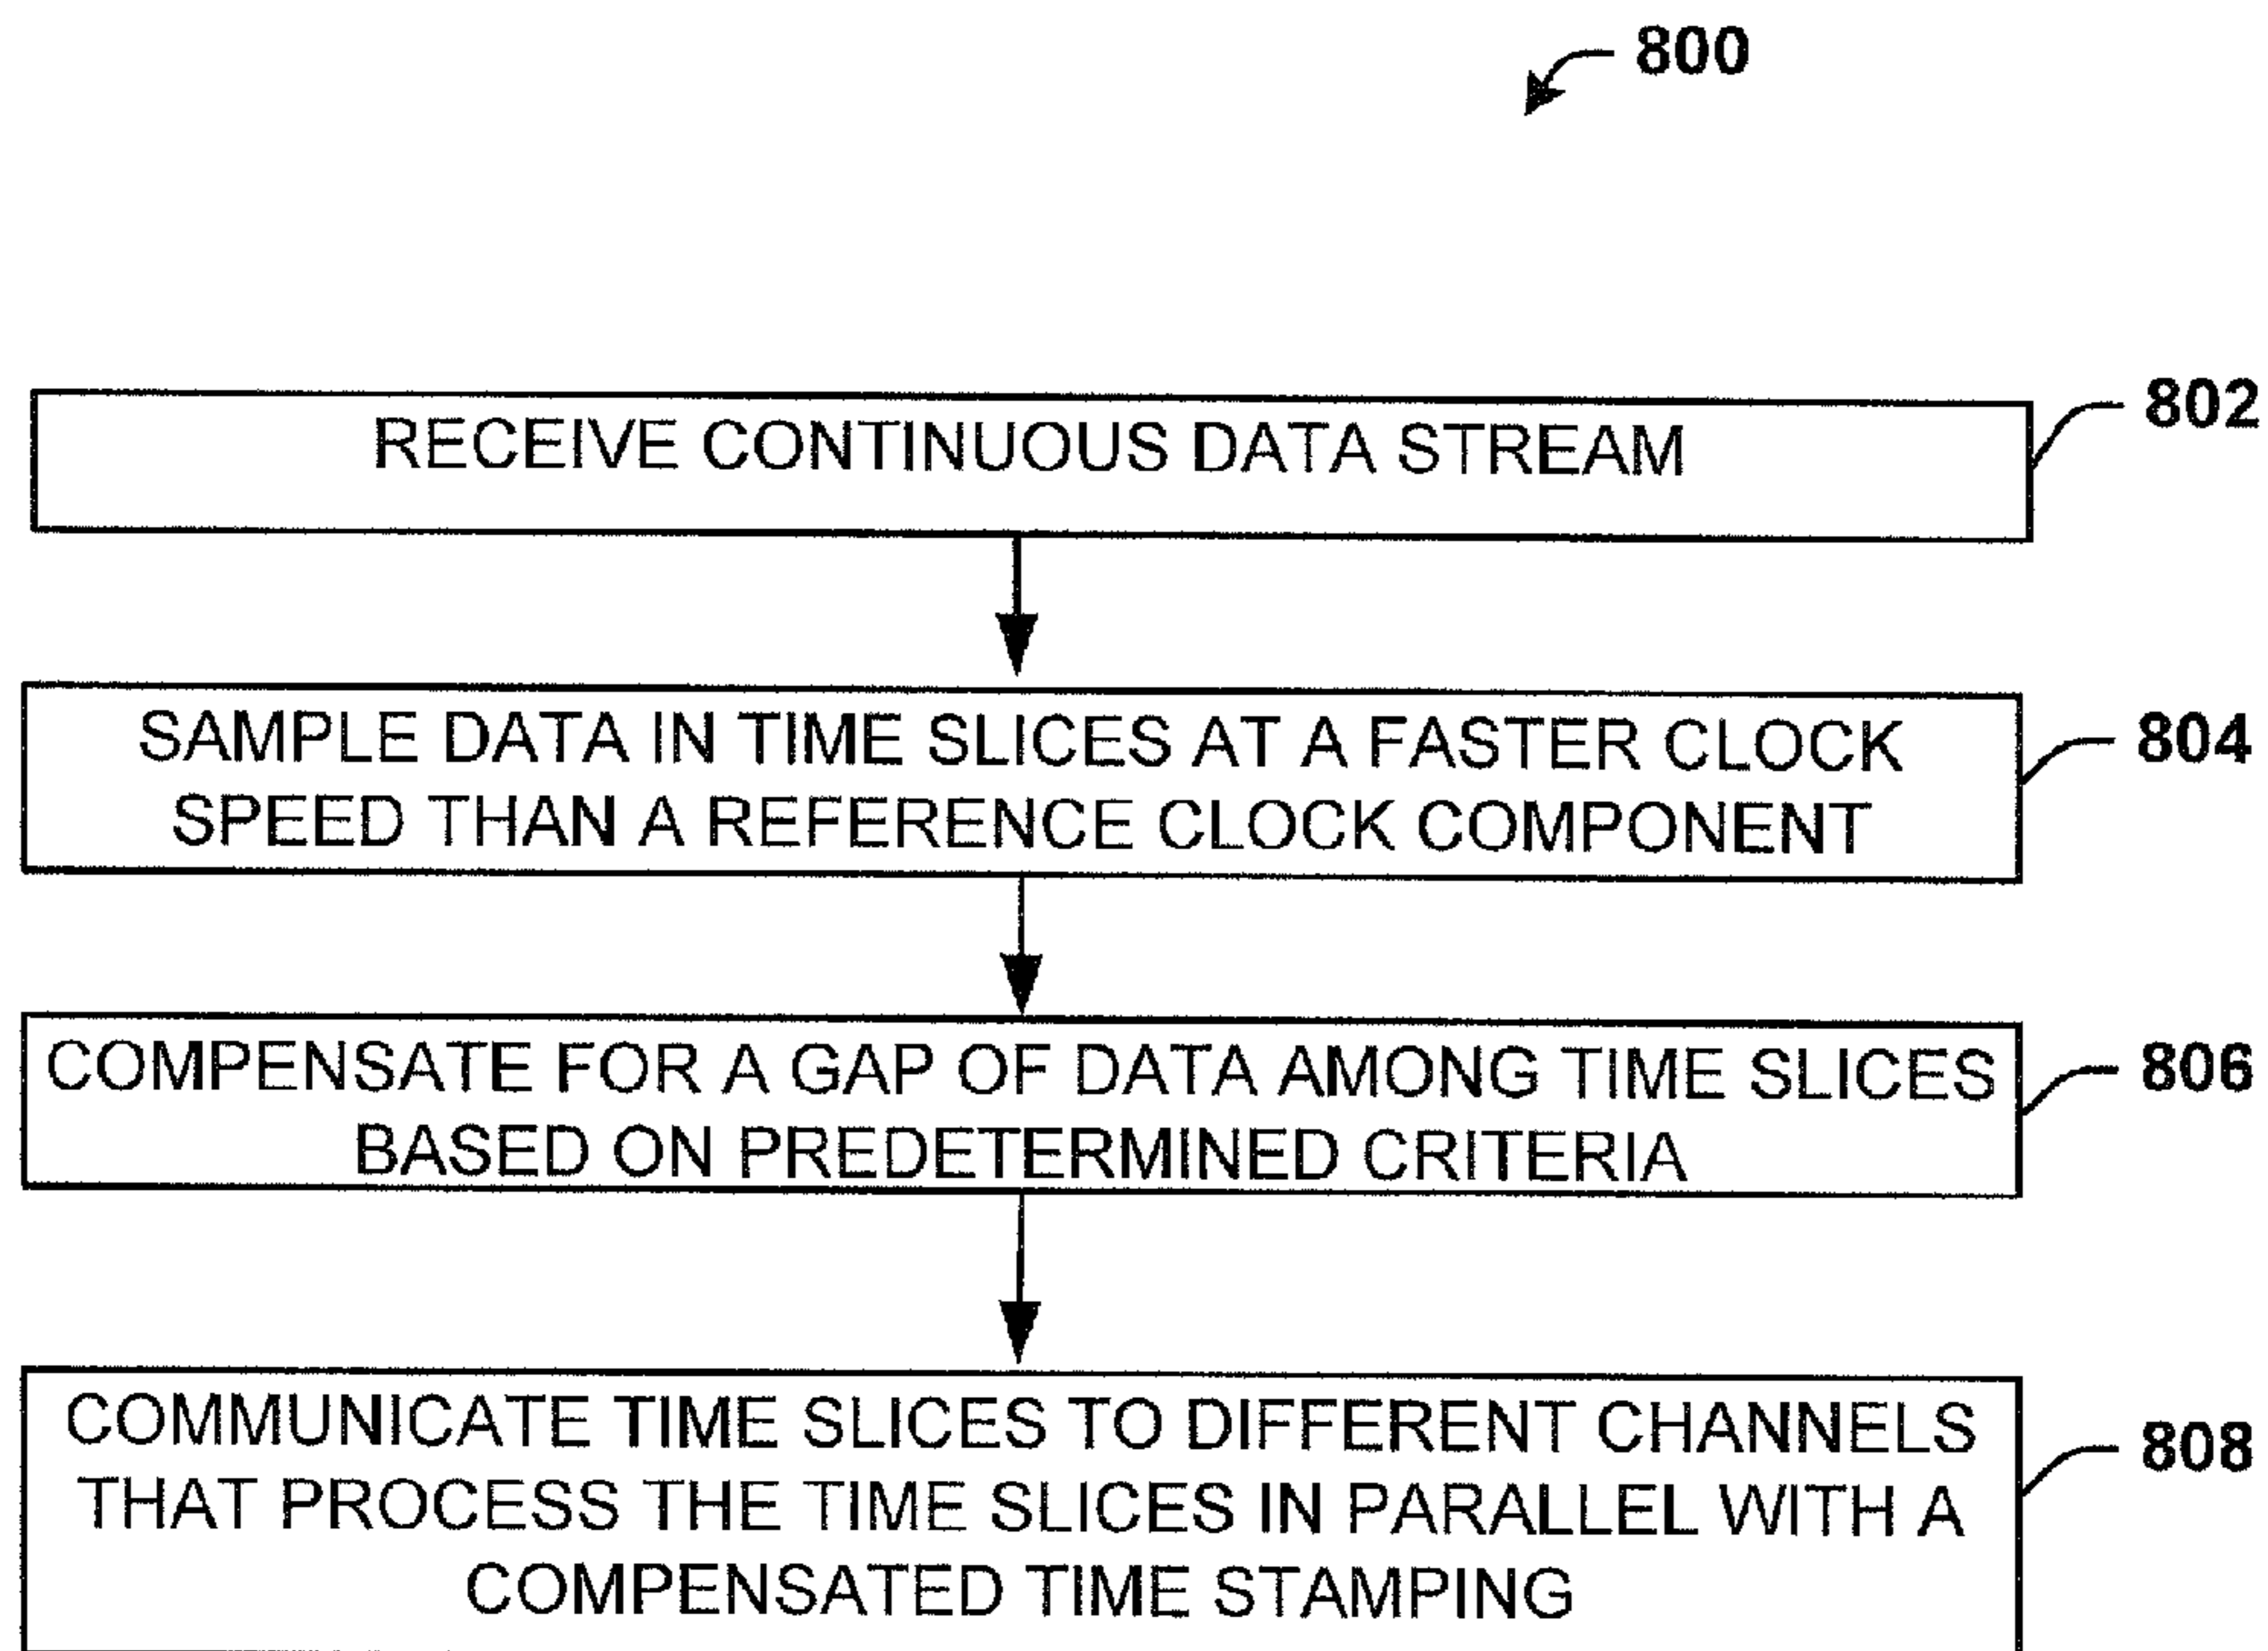 800
RECEIVE CONTINUOUS DATA STREAM
802
SAMPLE DATA IN TIME SLICES AT A FASTER CLOCK
SPEED THAN A REFERENCE CLOCK COMPONENT
804
COMPENSATE FOR A GAP OF DATA AMONG TIME SLICES
BASED ON PREDETERMINED CRITERIA
806
COMMUNICATE TIME SLICES TO DIFFERENT CHANNELS
THAT PROCESS THE TIME SLICES IN PARALLEL WITH A
COMPENSATED TIME STAMPING
808